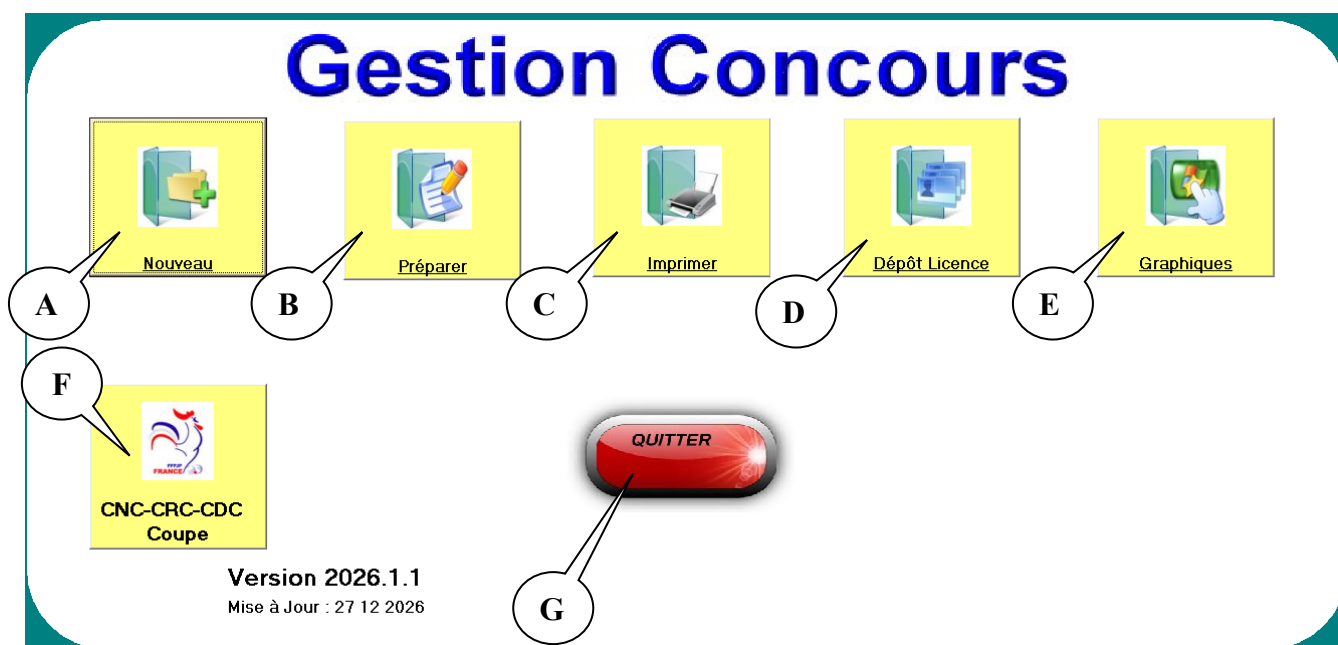 Gestion Concours
Nouveau
Préparer
Imprimer
Dépôt Licence
Graphiques
A
B
C
D
E
F
FRANCE
CNC-CRC-CDC
Coupe
QUITTER
Version 2026.1.1
Mise à Jour : 27 12 2026
G